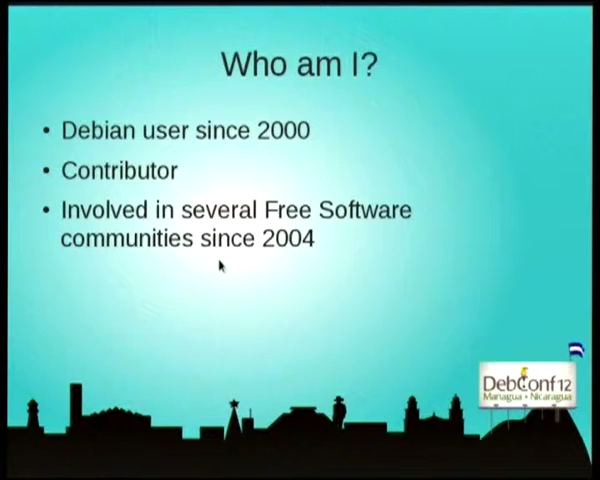 Who am I?
• Debian user since 2000
• Contributor
• Involved in several Free Software
communities since 2004
DebConf12
Managua • Nicaragua